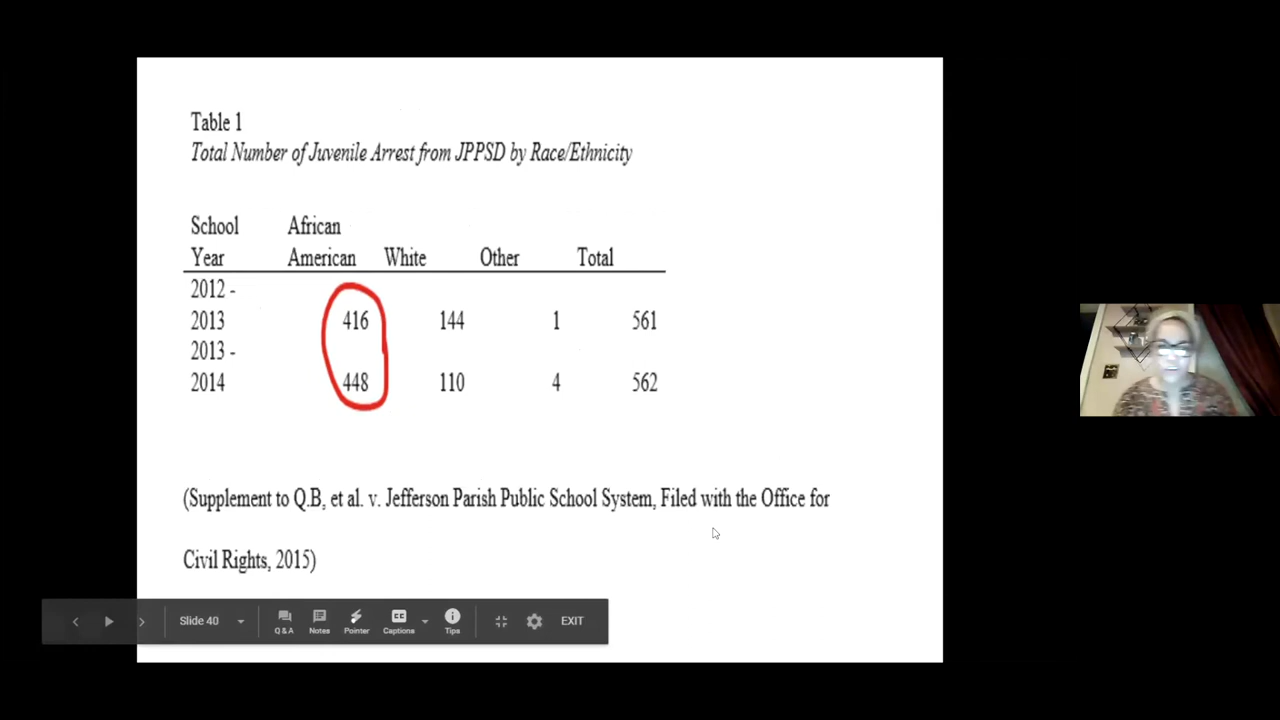 Table 1
Total Number of Juvenile Arrest from JPPSD by Race/Ethnicity
School African
Year American White Other Total
2012 -
2013 416 144 1 561
2013 -
2014 448 110 4 562
(Supplement to Q.B, et al. v. Jefferson Parish Public School System, Filed with the Office for
Civil Rights, 2015)
Slide 40
Q & A Notes Pointer CC Captions Tips EXIT